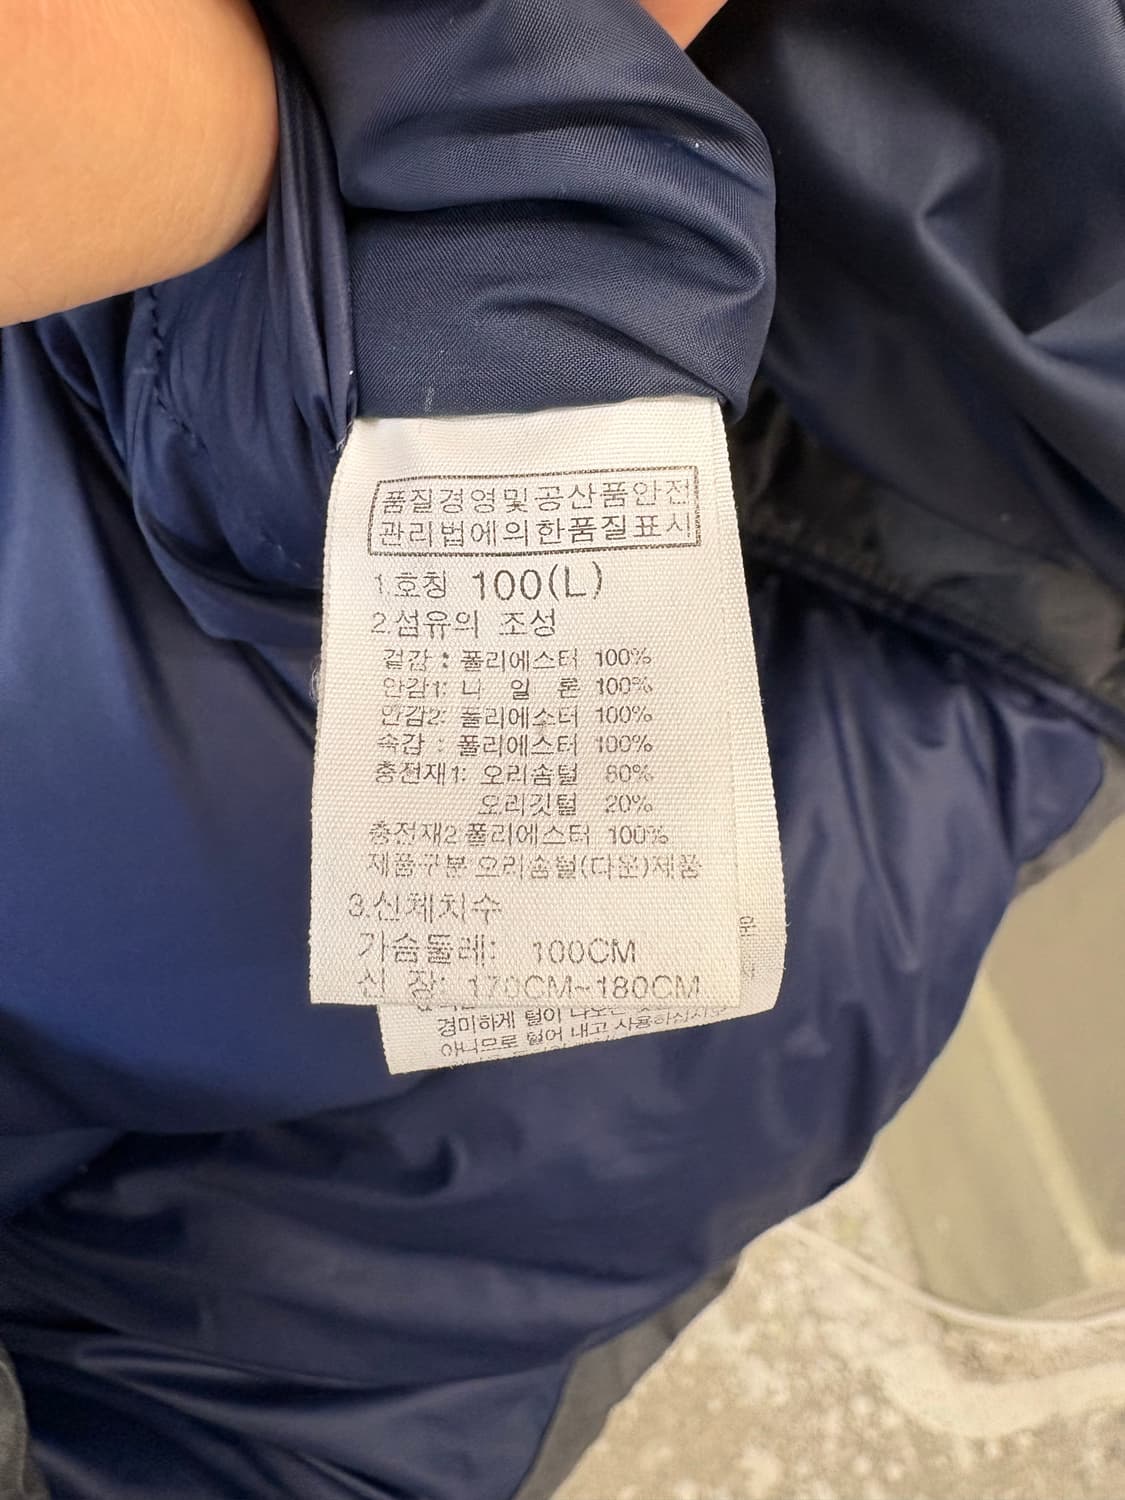 품질경영및공산품안전
관리법에의한품질표시
1.호칭 100(L)
2.섬유의 조성
겉감 : 폴리에스터 100%
안감1: 나 일 론 100%
안감2: 폴리에스터 100%
속감 : 폴리에스터 100%
충전재1: 오리솜털 80%
오리깃털 20%
충전재2:폴리에스터 100%
제품구분 오리솜털(다운)제품
3.신체치수
가슴둘레: 100CM
신 장: 170CM~180CM
경미하게 털이 나오는
아니므로 털어 내고 사용하십시오
운